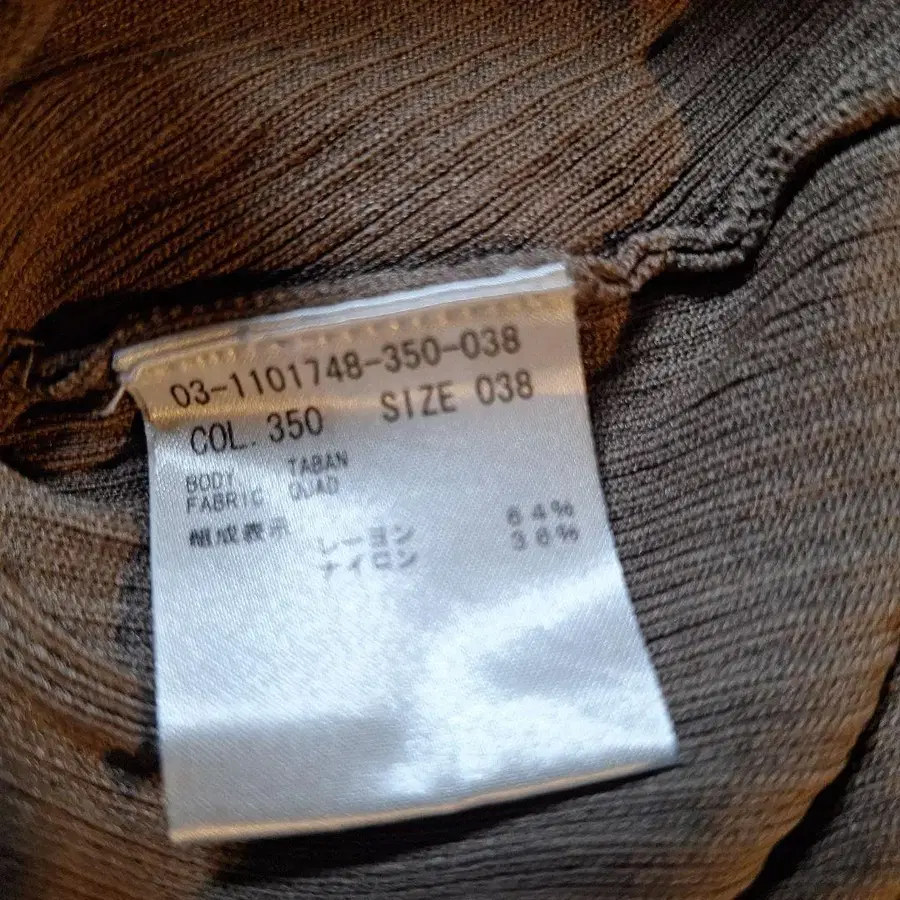 03-1101748-350-038
COL. 350 SIZE 038
BODY TABAN
FABRIC QUAD
組成表示 レーヨン 64%
ナイロン 36%